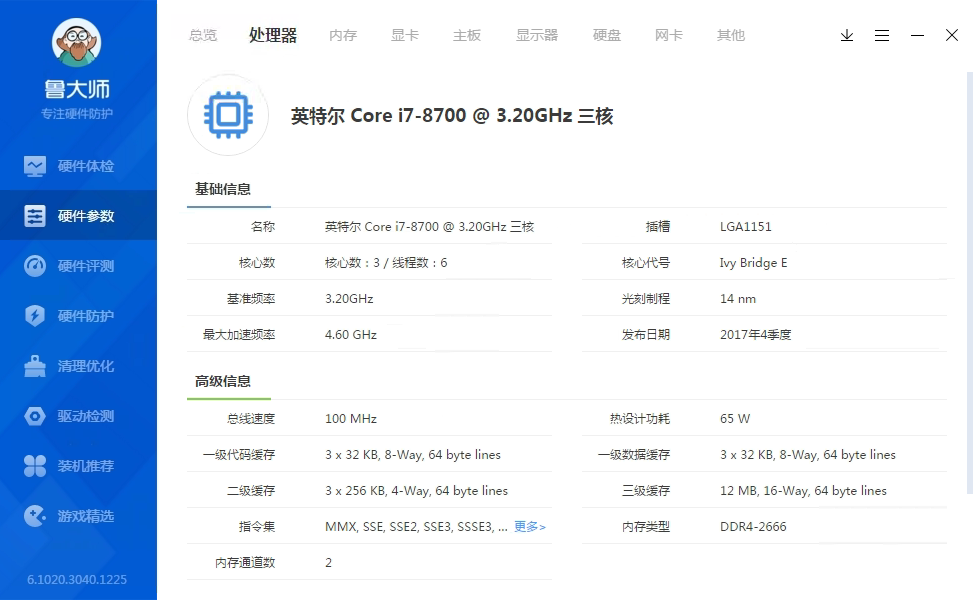 鲁大师
专注硬件防护
硬件体检
硬件参数
硬件评测
硬件防护
清理优化
驱动检测
装机推荐
游戏精选
6.1020.3040.1225
总览 处理器 内存 显卡 主板 显示器 硬盘 网卡 其他
英特尔 Core i7-8700 @ 3.20GHz 三核
基础信息
名称 英特尔 Core i7-8700 @ 3.20GHz 三核 插槽 LGA1151
核心数 核心数：3 / 线程数：6 核心代号 Ivy Bridge E
基准频率 3.20GHz 光刻制程 14 nm
最大加速频率 4.60 GHz 发布日期 2017年4季度
高级信息
总线速度 100 MHz 热设计功耗 65 W
一级代码缓存 3 x 32 KB, 8-Way, 64 byte lines 一级数据缓存 3 x 32 KB, 8-Way, 64 byte lines
二级缓存 3 x 256 KB, 4-Way, 64 byte lines 三级缓存 12 MB, 16-Way, 64 byte lines
指令集 MMX, SSE, SSE2, SSE3, SSSE3, ... 更多> 内存类型 DDR4-2666
内存通道数 2